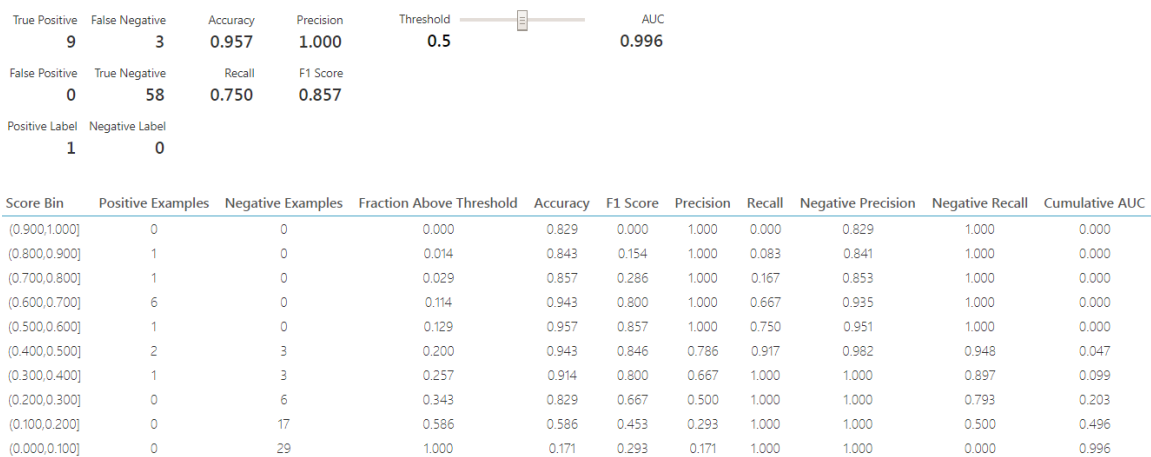 True Positive False Negative Accuracy Precision Threshold AUC
9 3 0.957 1.000 0.5 0.996
False Positive True Negative Recall F1 Score
0 58 0.750 0.857
Positive Label Negative Label
1 0
Score Bin Positive Examples Negative Examples Fraction Above Threshold Accuracy F1 Score Precision Recall Negative Precision Negative Recall Cumulative AUC
(0.900,1.000] 0 0 0.000 0.829 0.000 1.000 0.000 0.829 1.000 0.000
(0.800,0.900] 1 0 0.014 0.843 0.154 1.000 0.083 0.841 1.000 0.000
(0.700,0.800] 1 0 0.029 0.857 0.286 1.000 0.167 0.853 1.000 0.000
(0.600,0.700] 6 0 0.114 0.943 0.800 1.000 0.667 0.935 1.000 0.000
(0.500,0.600] 1 0 0.129 0.957 0.857 1.000 0.750 0.951 1.000 0.000
(0.400,0.500] 2 3 0.200 0.943 0.846 0.786 0.917 0.982 0.948 0.047
(0.300,0.400] 1 3 0.257 0.914 0.800 0.667 1.000 1.000 0.897 0.099
(0.200,0.300] 0 6 0.343 0.829 0.667 0.500 1.000 1.000 0.793 0.203
(0.100,0.200] 0 17 0.586 0.586 0.453 0.293 1.000 1.000 0.500 0.496
(0.000,0.100] 0 29 1.000 0.171 0.293 0.171 1.000 1.000 0.000 0.996